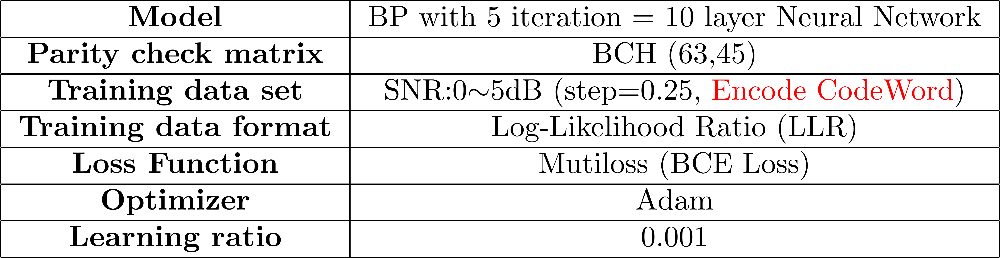 Model BP with 5 iteration = 10 layer Neural Network
Parity check matrix BCH (63,45)
Training data set SNR:0~5dB (step=0.25, Encode CodeWord)
Training data format Log-Likelihood Ratio (LLR)
Loss Function Mutiloss (BCE Loss)
Optimizer Adam
Learning ratio 0.001